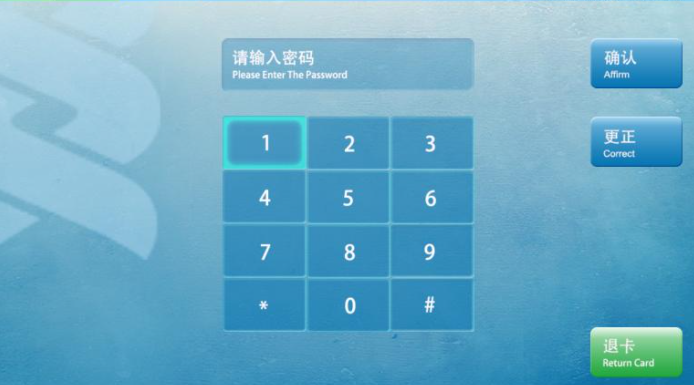 请输入密码
Please Enter The Password
确认
Affirm
更正
Correct
1 2 3
4 5 6
7 8 9
* 0 #
退卡
Return Card